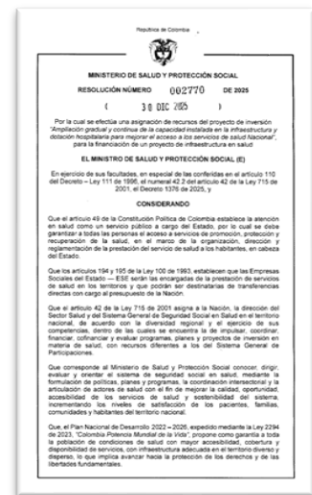 República de Colombia
MINISTERIO DE SALUD Y PROTECCIÓN SOCIAL
RESOLUCIÓN NÚMERO 002770 DE 2025
( 30 DIC 2025 )
Por la cual se efectúa una asignación de recursos del proyecto de inversión
"Ampliación gradual y continua de la capacidad instalada en la infraestructura y
dotación hospitalaria para mejorar el acceso a los servicios de salud Nacional",
para la financiación de un proyecto de infraestructura en salud
EL MINISTRO DE SALUD Y PROTECCIÓN SOCIAL (E)
En ejercicio de sus facultades, en especial de las conferidas en el artículo 110
del Decreto – Ley 111 de 1996, el numeral 42.2 del artículo 42 de la Ley 715 de
2001, el Decreto 1376 de 2025, y
CONSIDERANDO
Que el artículo 49 de la Constitución Política de Colombia establece la atención
en salud como un servicio público a cargo del Estado, por lo cual se debe
garantizar a todas las personas el acceso a servicios de promoción, protección y
recuperación de la salud, en el marco de la organización, dirección y
reglamentación de la prestación del servicio de salud a los habitantes, en cabeza
del Estado.
Que los artículos 194 y 195 de la Ley 100 de 1993, establecen que las Empresas
Sociales del Estado — ESE serán las encargadas de la prestación de servicios
de salud en los territorios y que podrán ser destinatarias de transferencias
directas con cargo al presupuesto de la Nación.
Que el artículo 42 de la Ley 715 de 2001 asigna a la Nación, la dirección del
Sector Salud y del Sistema General de Seguridad Social en Salud en el territorio
nacional, de acuerdo con la diversidad regional y el ejercicio de sus
competencias, dentro de las cuales se encuentra la de impulsar, coordinar,
financiar, cofinanciar y evaluar programas, planes y proyectos de inversión en
materia de salud, con recursos diferentes a los del Sistema General de
Participaciones.
Que corresponde al Ministerio de Salud y Protección Social conocer, dirigir,
evaluar y orientar el sistema de seguridad social en salud, mediante la
formulación de políticas, planes y programas, la coordinación intersectorial y la
articulación de actores de salud con el fin de mejorar la calidad, oportunidad,
accesibilidad de los servicios de salud y sostenibilidad del sistema,
incrementando los niveles de satisfacción de los pacientes, familias,
comunidades y habitantes del territorio nacional.
Que, el Plan Nacional de Desarrollo 2022 – 2026, expedido mediante la Ley 2294
de 2023, "Colombia Potencia Mundial de la Vida", propone como garantía a toda
la población de condiciones de salud con mayor accesibilidad, cobertura y
disponibilidad de servicios, con infraestructura adecuada en el territorio diverso y
disperso, lo que implica avanzar hacia la protección de los derechos y de las
libertades fundamentales.